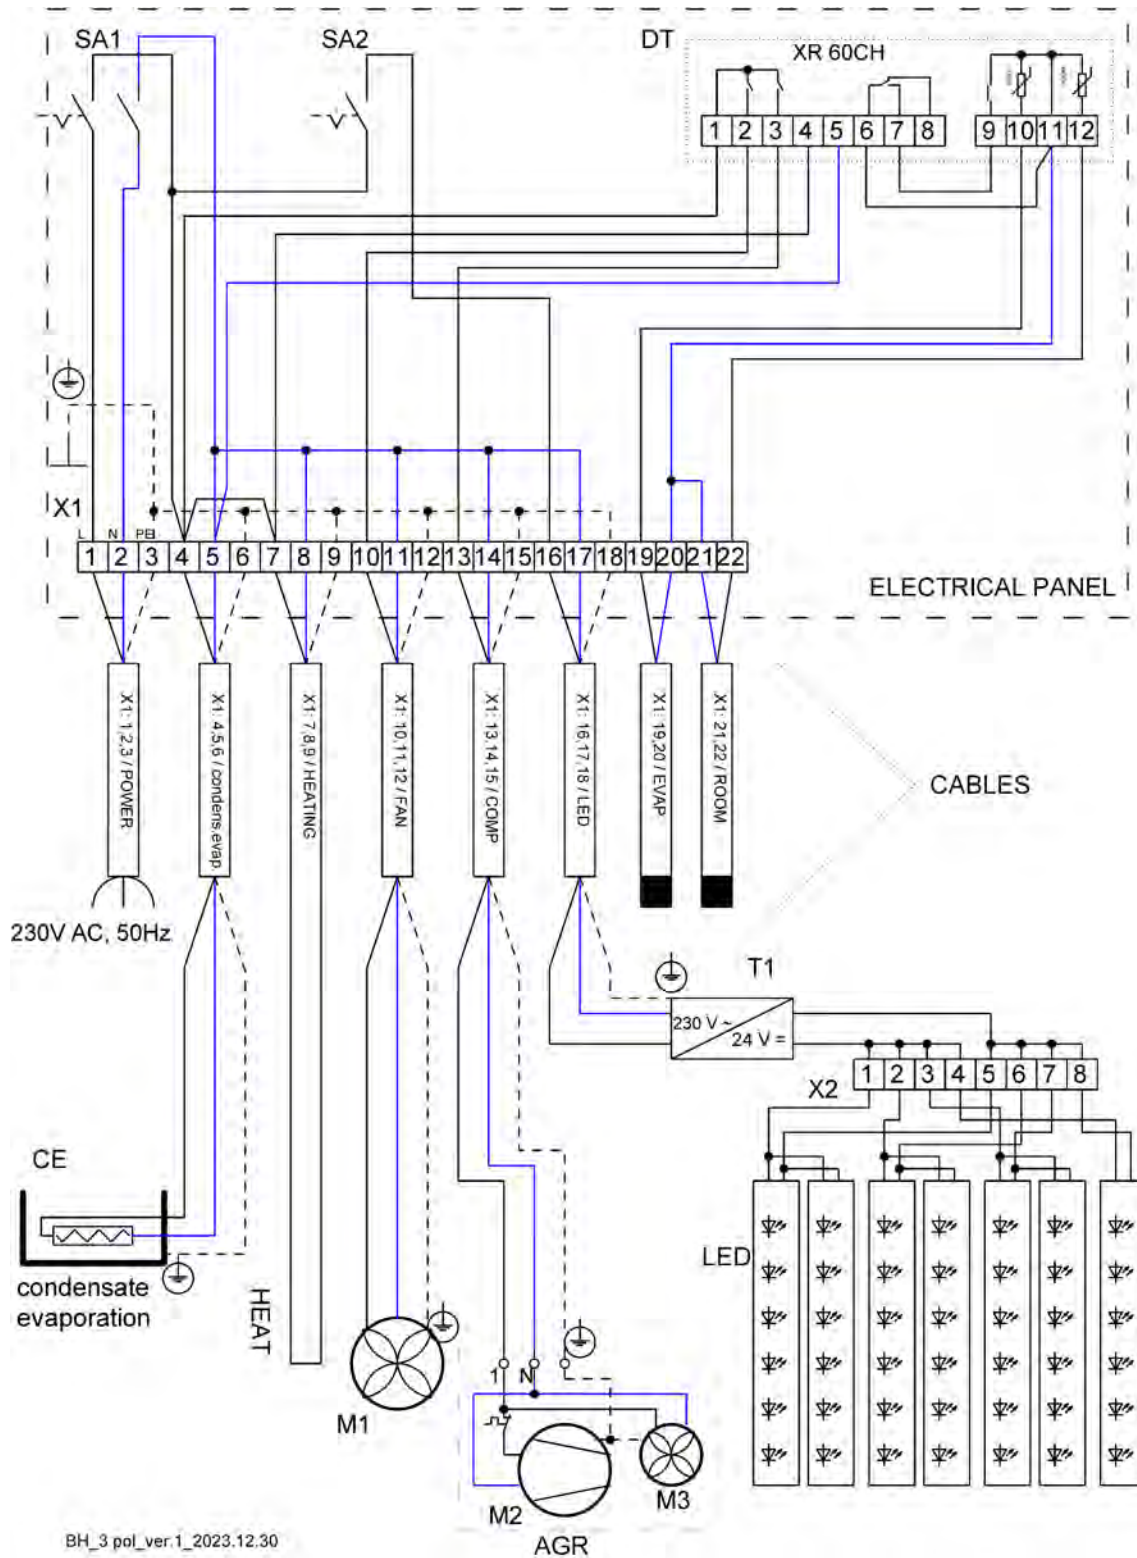 SA1
SA2
DT
XR 60CH
1 2 3 4 5 6 7 8
9 10 11 12
X1
L N PE
1 2 3 4 5 6 7 8 9 10 11 12 13 14 15 16 17 18 19 20 21 22
ELECTRICAL PANEL
X1: 1,2,3 / POWER
X1: 4,5,6 / condens.evap.
X1: 7,8,9 / HEATING
X1: 10,11,12 / FAN
X1: 13,14,15 / COMP
X1: 16,17,18 / LED
X1: 19,20 / EVAP
X1: 21,22 / ROOM
CABLES
230V AC, 50Hz
T1
230 V ~
24 V =
X2
1 2 3 4 5 6 7 8
CE
condensate
evaporation
HEAT
LED
M1
1 N
M2
M3
AGR
BH_3 pol_ver.1_2023.12.30